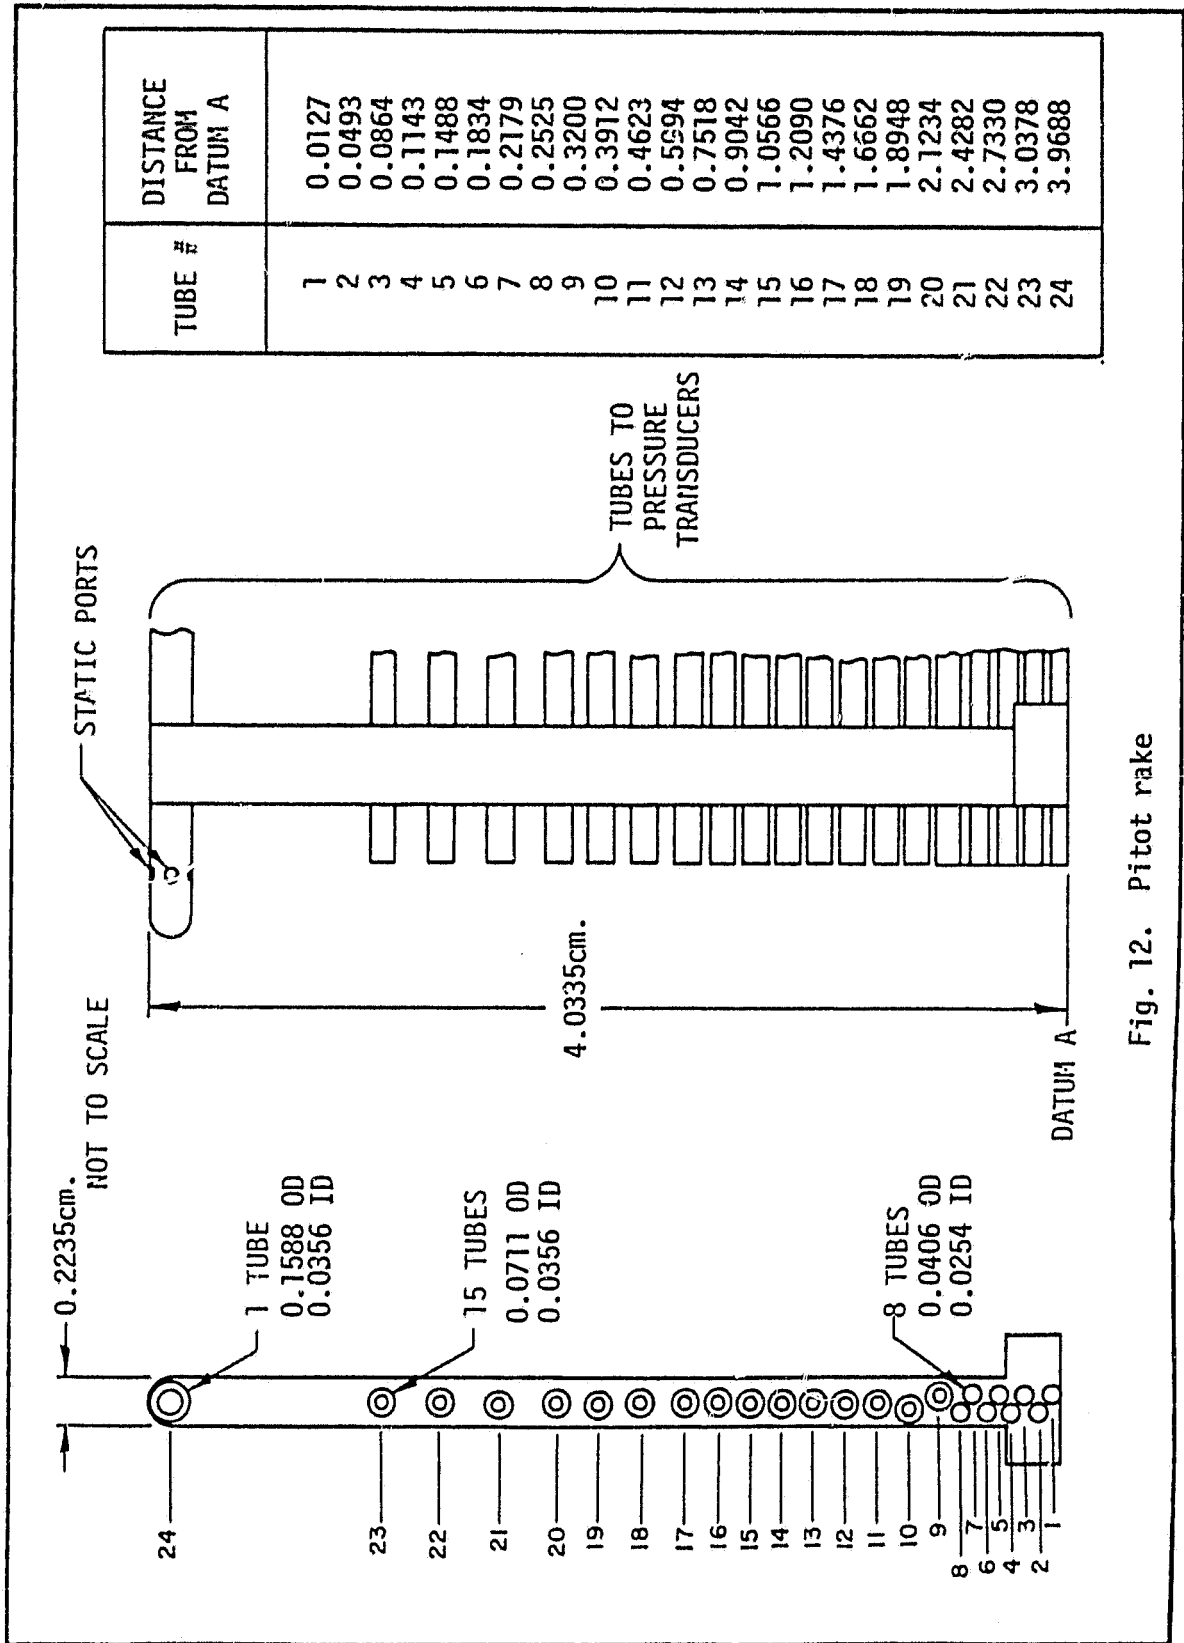 0.2235cm.
NOT TO SCALE
24
23
22
21
20
19
18
17
16
15
14
13
12
11
10
9
8
7
6
5
4
3
2
1
1 TUBE
0.1588 OD
0.0356 ID
15 TUBES
0.0711 OD
0.0356 ID
8 TUBES
0.0406 OD
0.0254 ID
STATIC PORTS
4.0335cm.
DATUM A
TUBES TO
PRESSURE
TRANSDUCERS
TUBE # DISTANCE
FROM
DATUM A
1 0.0127
2 0.0493
3 0.0864
4 0.1143
5 0.1488
6 0.1834
7 0.2179
8 0.2525
9 0.3200
10 0.3912
11 0.4623
12 0.5994
13 0.7518
14 0.9042
15 1.0566
16 1.2090
17 1.4376
18 1.6662
19 1.8948
20 2.1234
21 2.4282
22 2.7330
23 3.0378
24 3.9688
Fig. 12. Pitot rake